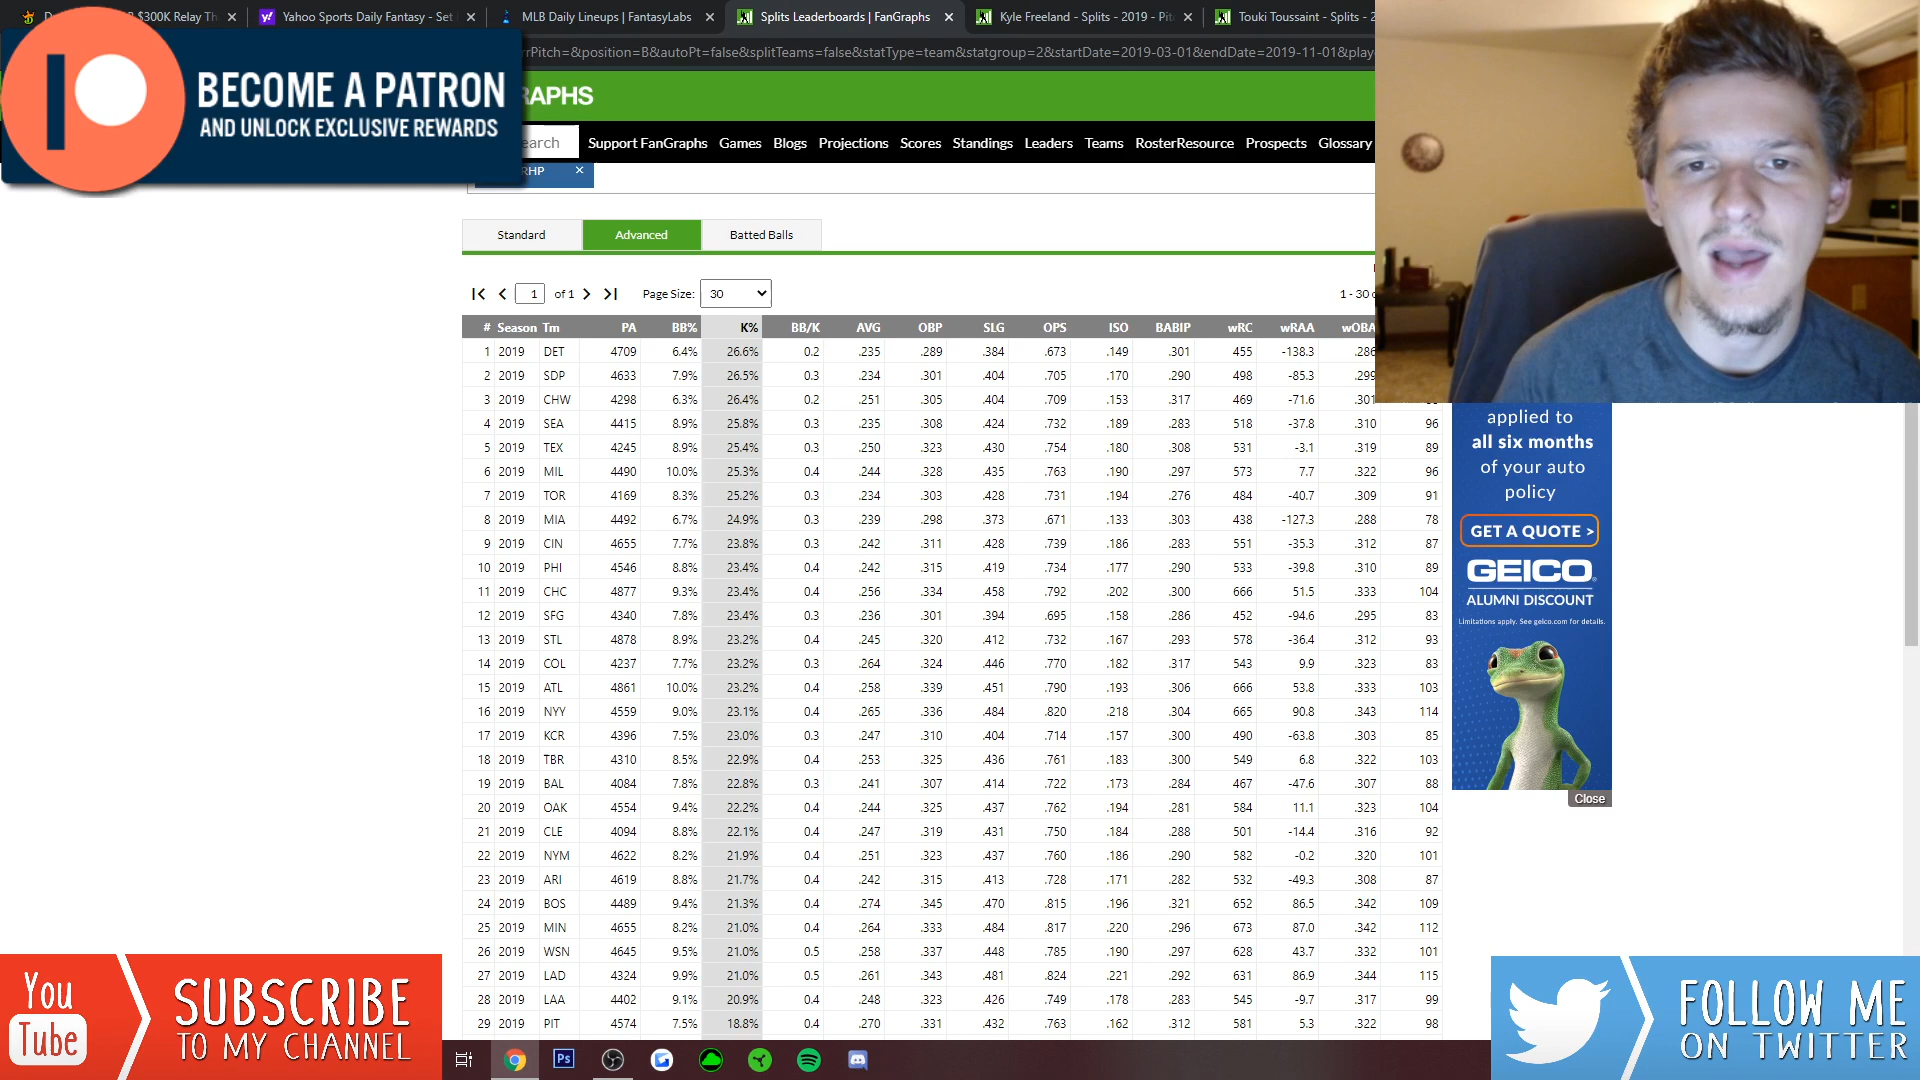 $300K Relay Th
Yahoo Sports Daily Fantasy - Set
MLB Daily Lineups | FantasyLabs
Splits Leaderboards | FanGraphs
Kyle Freeland - Splits - 2019 - Pit
Touki Toussaint - Splits - 2
rPitch=&position=B&autoPt=false&splitTeams=false&statType=team&statgroup=2&startDate=2019-03-01&endDate=2019-11-01&play
BECOME A PATRON
AND UNLOCK EXCLUSIVE REWARDS
RAPHS
earch
Support FanGraphs Games Blogs Projections Scores Standings Leaders Teams RosterResource Prospects Glossary
RHP ×
Standard Advanced Batted Balls
1 of 1 Page Size: 30 1 - 30
# Season Tm PA BB% K% BB/K AVG OBP SLG OPS ISO BABIP wRC wRAA wOBA
1 2019 DET 4709 6.4% 26.6% 0.2 .235 .289 .384 .673 .149 .301 455 -138.3 .286
2 2019 SDP 4633 7.9% 26.5% 0.3 .234 .301 .404 .705 .170 .290 498 -85.3 .299
3 2019 CHW 4298 6.3% 26.4% 0.2 .251 .305 .404 .709 .153 .317 469 -71.6 .301
4 2019 SEA 4415 8.9% 25.8% 0.3 .235 .308 .424 .732 .189 .283 518 -37.8 .310 96
5 2019 TEX 4245 8.9% 25.4% 0.3 .250 .323 .430 .754 .180 .308 531 -3.1 .319 89
6 2019 MIL 4490 10.0% 25.3% 0.4 .244 .328 .435 .763 .190 .297 573 7.7 .322 96
7 2019 TOR 4169 8.3% 25.2% 0.3 .234 .303 .428 .731 .194 .276 484 -40.7 .309 91
8 2019 MIA 4492 6.7% 24.9% 0.3 .239 .298 .373 .671 .133 .303 438 -127.3 .288 78
9 2019 CIN 4655 7.7% 23.8% 0.3 .242 .311 .428 .739 .186 .283 551 -35.3 .312 87
10 2019 PHI 4546 8.8% 23.4% 0.4 .242 .315 .419 .734 .177 .290 533 -39.8 .310 89
11 2019 CHC 4877 9.3% 23.4% 0.4 .256 .334 .458 .792 .202 .300 666 51.5 .333 104
12 2019 SFG 4340 7.8% 23.4% 0.3 .236 .301 .394 .695 .158 .286 452 -94.6 .295 83
13 2019 STL 4878 8.9% 23.2% 0.4 .245 .320 .412 .732 .167 .293 578 -36.4 .312 93
14 2019 COL 4237 7.7% 23.2% 0.3 .264 .324 .446 .770 .182 .317 543 9.9 .323 83
15 2019 ATL 4861 10.0% 23.2% 0.4 .258 .339 .451 .790 .193 .306 666 53.8 .333 103
16 2019 NYY 4559 9.0% 23.1% 0.4 .265 .336 .484 .820 .218 .304 665 90.8 .343 114
17 2019 KCR 4396 7.5% 23.0% 0.3 .247 .310 .404 .714 .157 .300 490 -63.8 .303 85
18 2019 TBR 4310 8.5% 22.9% 0.4 .253 .325 .436 .761 .183 .300 549 6.8 .322 103
19 2019 BAL 4084 7.8% 22.8% 0.3 .241 .307 .414 .722 .173 .284 467 -47.6 .307 88
20 2019 OAK 4554 9.4% 22.2% 0.4 .244 .325 .437 .762 .194 .281 584 11.1 .323 104
21 2019 CLE 4094 8.8% 22.1% 0.4 .247 .319 .431 .750 .184 .288 501 -14.4 .316 92
22 2019 NYM 4622 8.2% 21.9% 0.4 .251 .323 .437 .760 .186 .290 582 -0.2 .320 101
23 2019 ARI 4619 8.8% 21.7% 0.4 .242 .315 .413 .728 .171 .282 532 -49.3 .308 87
24 2019 BOS 4489 9.4% 21.3% 0.4 .274 .345 .470 .815 .196 .321 652 86.5 .342 109
25 2019 MIN 4655 8.2% 21.0% 0.4 .264 .333 .484 .817 .220 .296 673 87.0 .342 112
26 2019 WSN 4645 9.5% 21.0% 0.5 .258 .337 .448 .785 .190 .297 628 43.7 .332 101
27 2019 LAD 4324 9.9% 21.0% 0.5 .261 .343 .481 .824 .221 .292 631 86.9 .344 115
28 2019 LAA 4402 9.1% 20.9% 0.4 .248 .323 .426 .749 .178 .283 545 -9.7 .317 99
29 2019 PIT 4574 7.5% 18.8% 0.4 .270 .331 .432 .763 .162 .312 581 5.3 .322 98
applied to
all six months
of your auto
policy
GET A QUOTE >
GEICO
ALUMNI DISCOUNT
Limitations apply. See geico.com for details.
Close
You
Tube
SUBSCRIBE
TO MY CHANNEL
Ps
FOLLOW ME
ON TWITTER